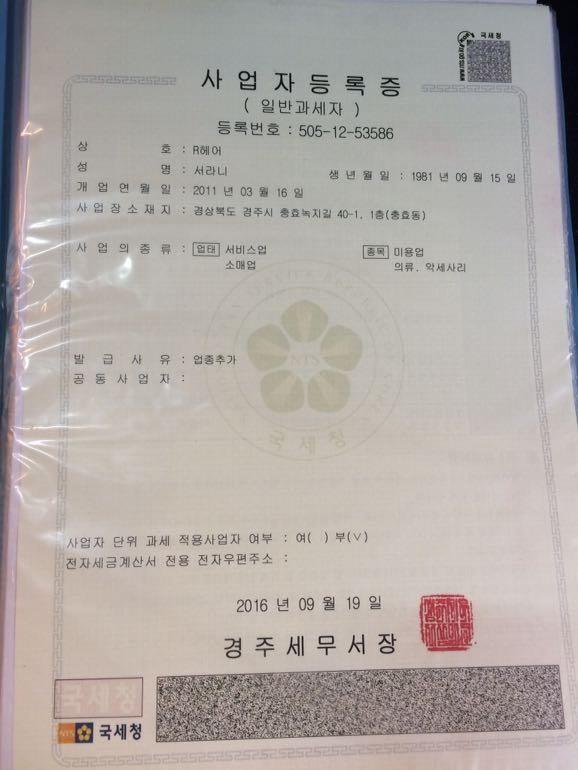 국세청
사업자등록증
( 일반과세자 )
등록번호 : 505-12-53586
상 호 : R헤어
성 명 : 서라니 생 년 월 일 : 1981 년 09 월 15 일
개 업 연 월 일 : 2011 년 03 월 16 일
사 업 장 소 재 지 : 경상북도 경주시 충효녹지길 40-1, 1층(충효동)
사 업 의 종 류 : 업태 서비스업 종목 미용업
소매업 의류, 악세사리
발 급 사 유 : 업종추가
공 동 사 업 자 :
NTS
국세청
사업자 단위 과세 적용사업자 여부 : 여( ) 부(∨)
전자세금계산서 전용 전자우편주소 :
2016 년 09 월 19 일
경주세무서장
국세청
NTS 국세청